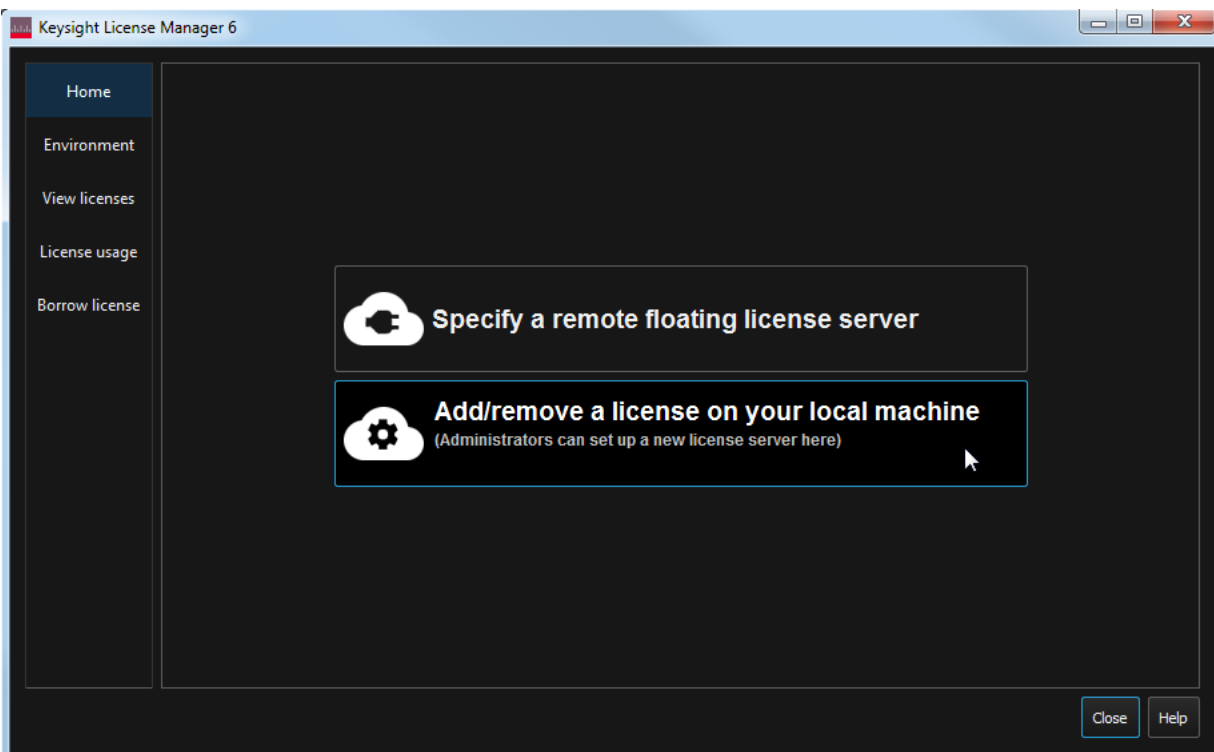 Keysight License Manager 6
Home
Environment
View licenses
License usage
Borrow license
Specify a remote floating license server
Add/remove a license on your local machine
(Administrators can set up a new license server here)
Close
Help